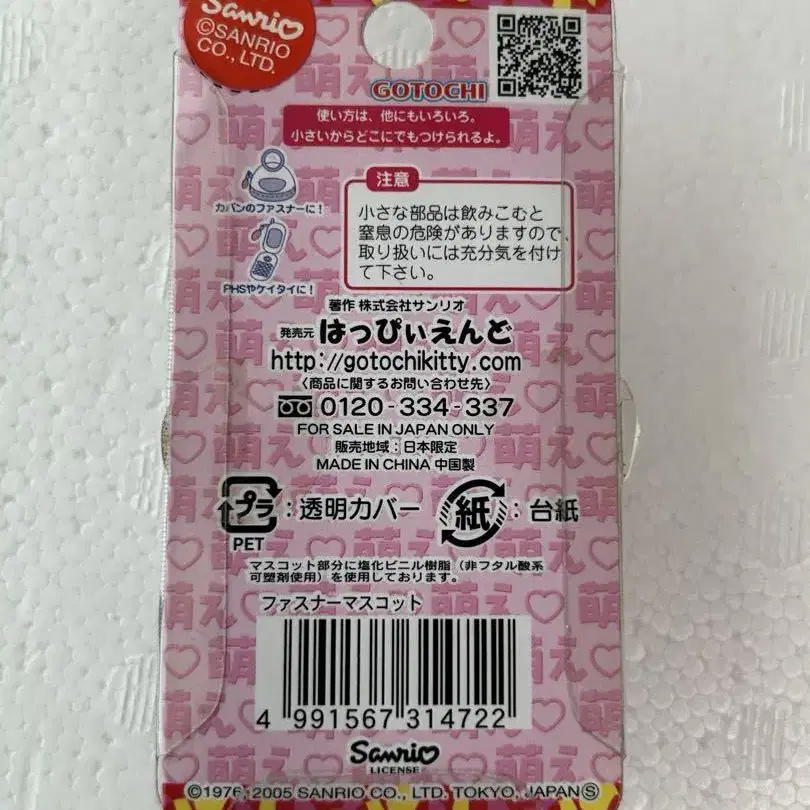 Sanrio
©SANRIO
CO., LTD.
GOTOCHI
使い方は、他にもいろいろ。
小さいからどこにでもつけられるよ。
カバンのファスナーに!
PHSやケイタイに!
注意
小さな部品は飲みこむと
窒息の危険がありますので、
取り扱いには充分気を付け
て下さい。
著作 株式会社サンリオ
発売元 はっぴぃえんど
http://gotochikitty.com
〈商品に関するお問い合わせ先〉
0120-334-337
FOR SALE IN JAPAN ONLY
販売地域:日本限定
MADE IN CHINA 中国製
プラ:透明カバー 紙:台紙
PET
マスコット部分に塩化ビニル樹脂(非フタル酸系
可塑剤使用)を使用しております。
ファスナーマスコット
4 991567 314722
Sanrio
LICENSE
©1976, 2005 SANRIO CO., LTD. TOKYO, JAPAN Ⓢ
萌え♡萌え♡萌え